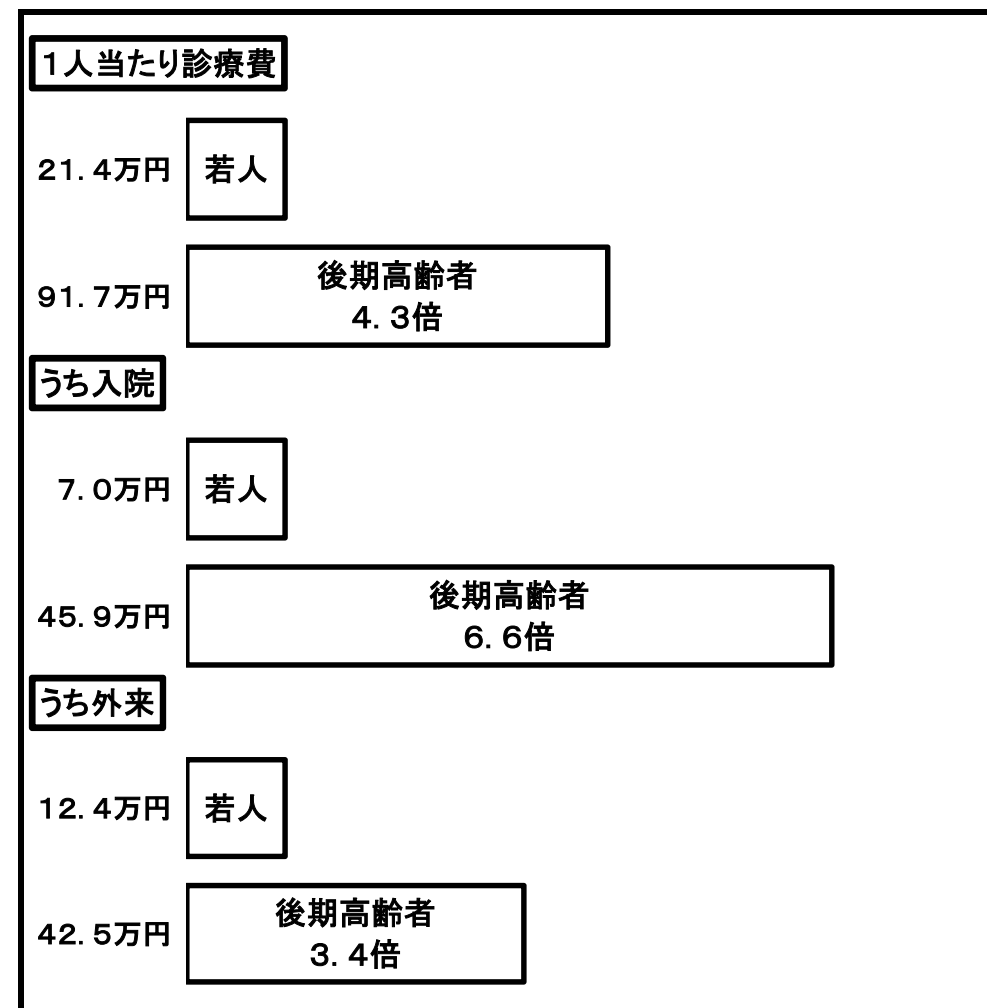 １人当たり診療費
21.4万円
若人
91.7万円
後期高齢者
4.3倍
うち入院
7.0万円
若人
45.9万円
後期高齢者
6.6倍
うち外来
12.4万円
若人
42.5万円
後期高齢者
3.4倍